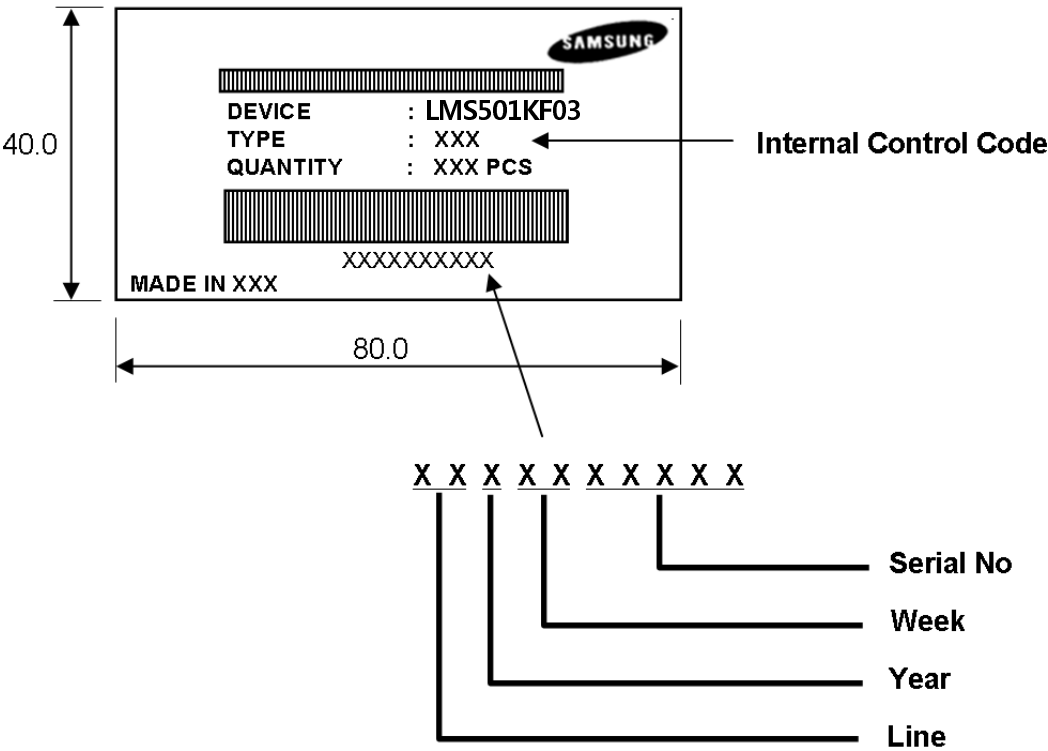 SAMSUNG
DEVICE : LMS501KF03
TYPE : XXX
QUANTITY : XXX PCS
XXXXXXXXXX
MADE IN XXX
40.0
80.0
Internal Control Code
X X X X X X X X X X
Serial No
Week
Year
Line